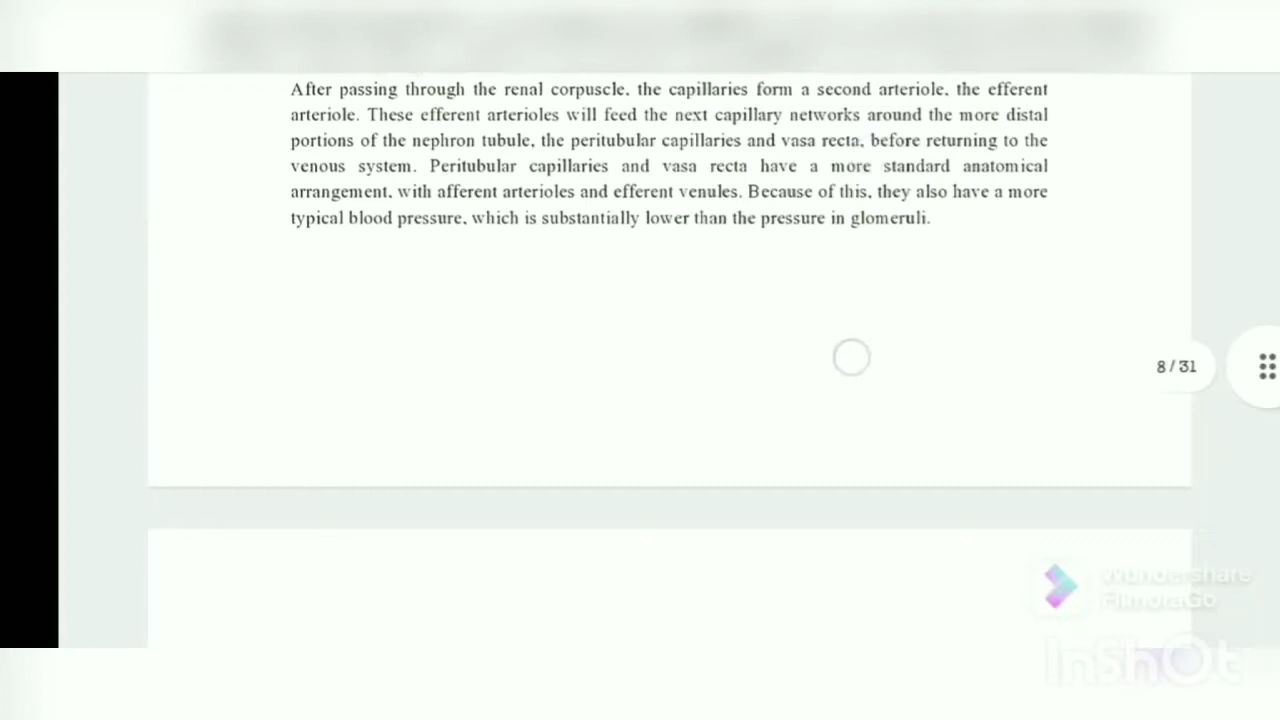 After passing through the renal corpuscle, the capillaries form a second arteriole, the efferent
arteriole. These efferent arterioles will feed the next capillary networks around the more distal
portions of the nephron tubule, the peritubular capillaries and vasa recta, before returning to the
venous system. Peritubular capillaries and vasa recta have a more standard anatomical
arrangement, with afferent arterioles and efferent venules. Because of this, they also have a more
typical blood pressure, which is substantially lower than the pressure in glomeruli.
8 / 31
Wondershare
FilmoraGo
InShOt